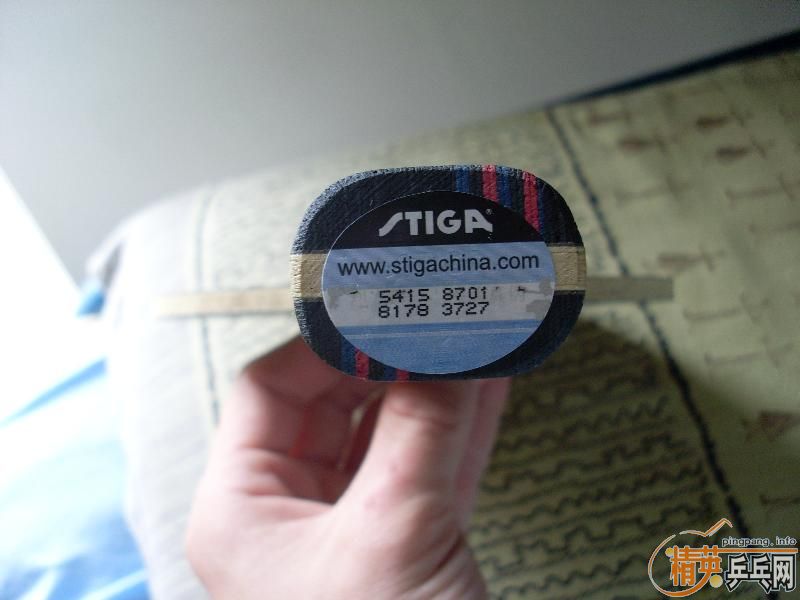 STIGA®
www.stigachina.com
5415 8701
8178 3727
pingpang.info
精英乒乓网